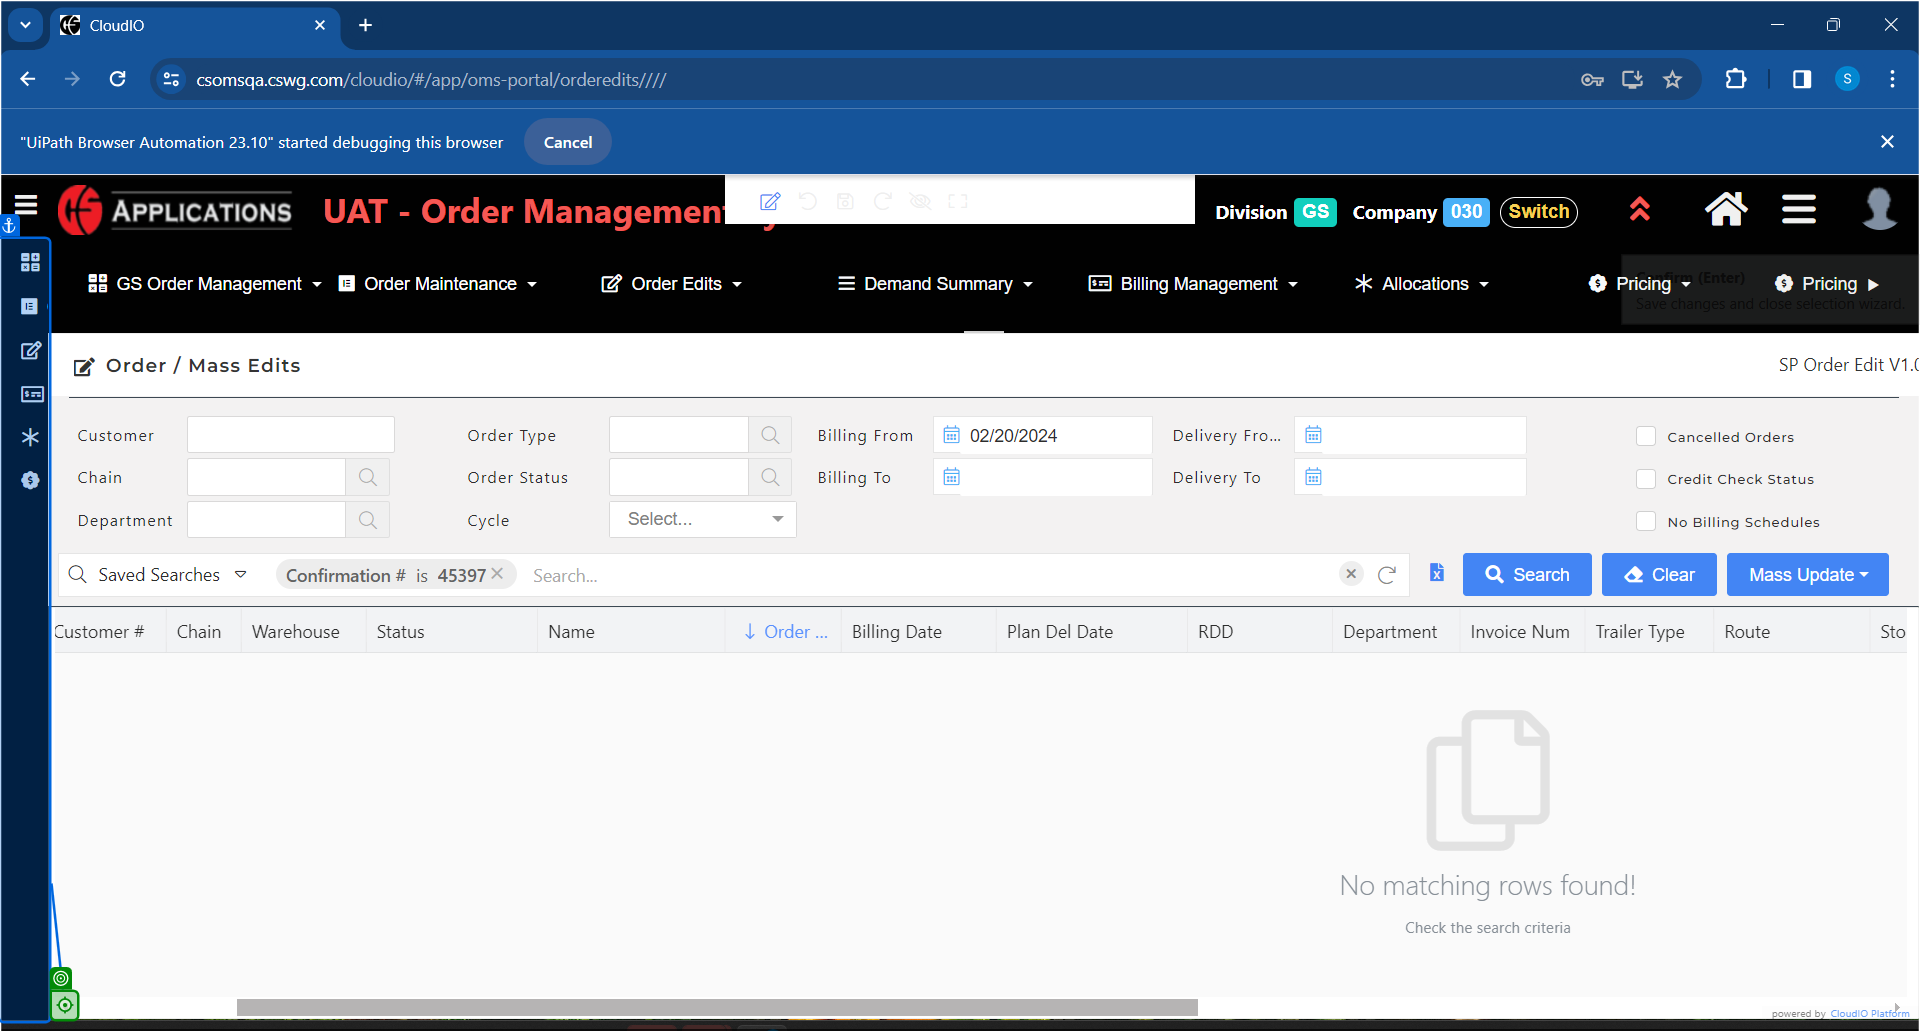 CloudIO
csomsqa.cswg.com/cloudio/#/app/oms-portal/orderedits////
S
"UiPath Browser Automation 23.10" started debugging this browser
Cancel
APPLICATIONS
UAT - Order Management
Division GS Company 030 Switch
GS Order Management
Order Maintenance
Order Edits
Demand Summary
Billing Management
Allocations
Pricing
Pricing
Confirm (Enter)
Save changes and close selection wizard.
Order / Mass Edits
SP Order Edit V1.0
Customer
Order Type
Billing From
02/20/2024
Delivery Fro...
Cancelled Orders
Chain
Order Status
Billing To
Delivery To
Credit Check Status
Department
Cycle
Select...
No Billing Schedules
Saved Searches
Confirmation # is 45397
Search...
Search
Clear
Mass Update
Customer #
Chain
Warehouse
Status
Name
Order ...
Billing Date
Plan Del Date
RDD
Department
Invoice Num
Trailer Type
Route
Sto
No matching rows found!
Check the search criteria
powered by CloudIO Platform